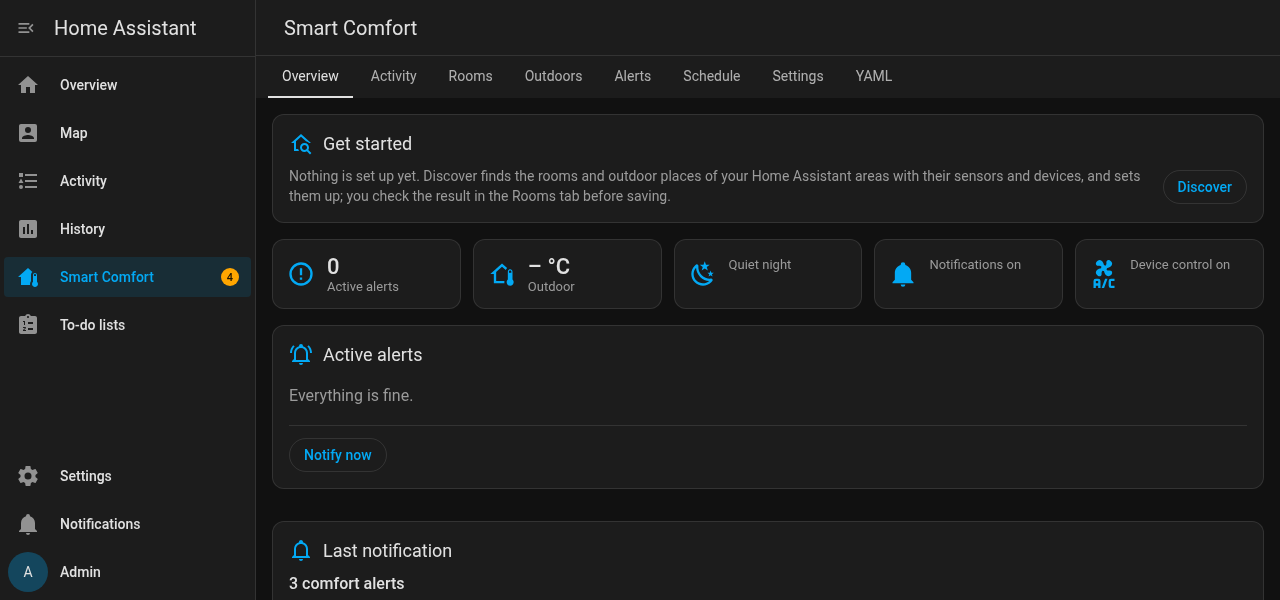 Home Assistant
Overview
Map
Activity
History
Smart Comfort
4
To-do lists
Settings
Notifications
A
Admin
Smart Comfort
Overview
Activity
Rooms
Outdoors
Alerts
Schedule
Settings
YAML
Get started
Nothing is set up yet. Discover finds the rooms and outdoor places of your Home Assistant areas with their sensors and devices, and sets
them up; you check the result in the Rooms tab before saving.
Discover
0
Active alerts
– °C
Outdoor
Quiet night
Notifications on
A/C
Device control on
Active alerts
Everything is fine.
Notify now
Last notification
3 comfort alerts